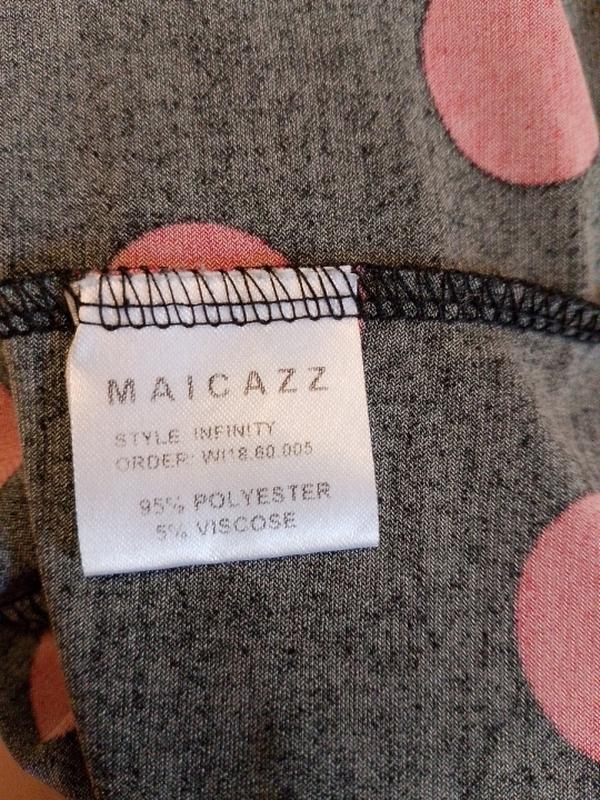 MAICAZZ
STYLE: INFINITY
ORDER: WI18.60.005
95% POLYESTER
5% VISCOSE